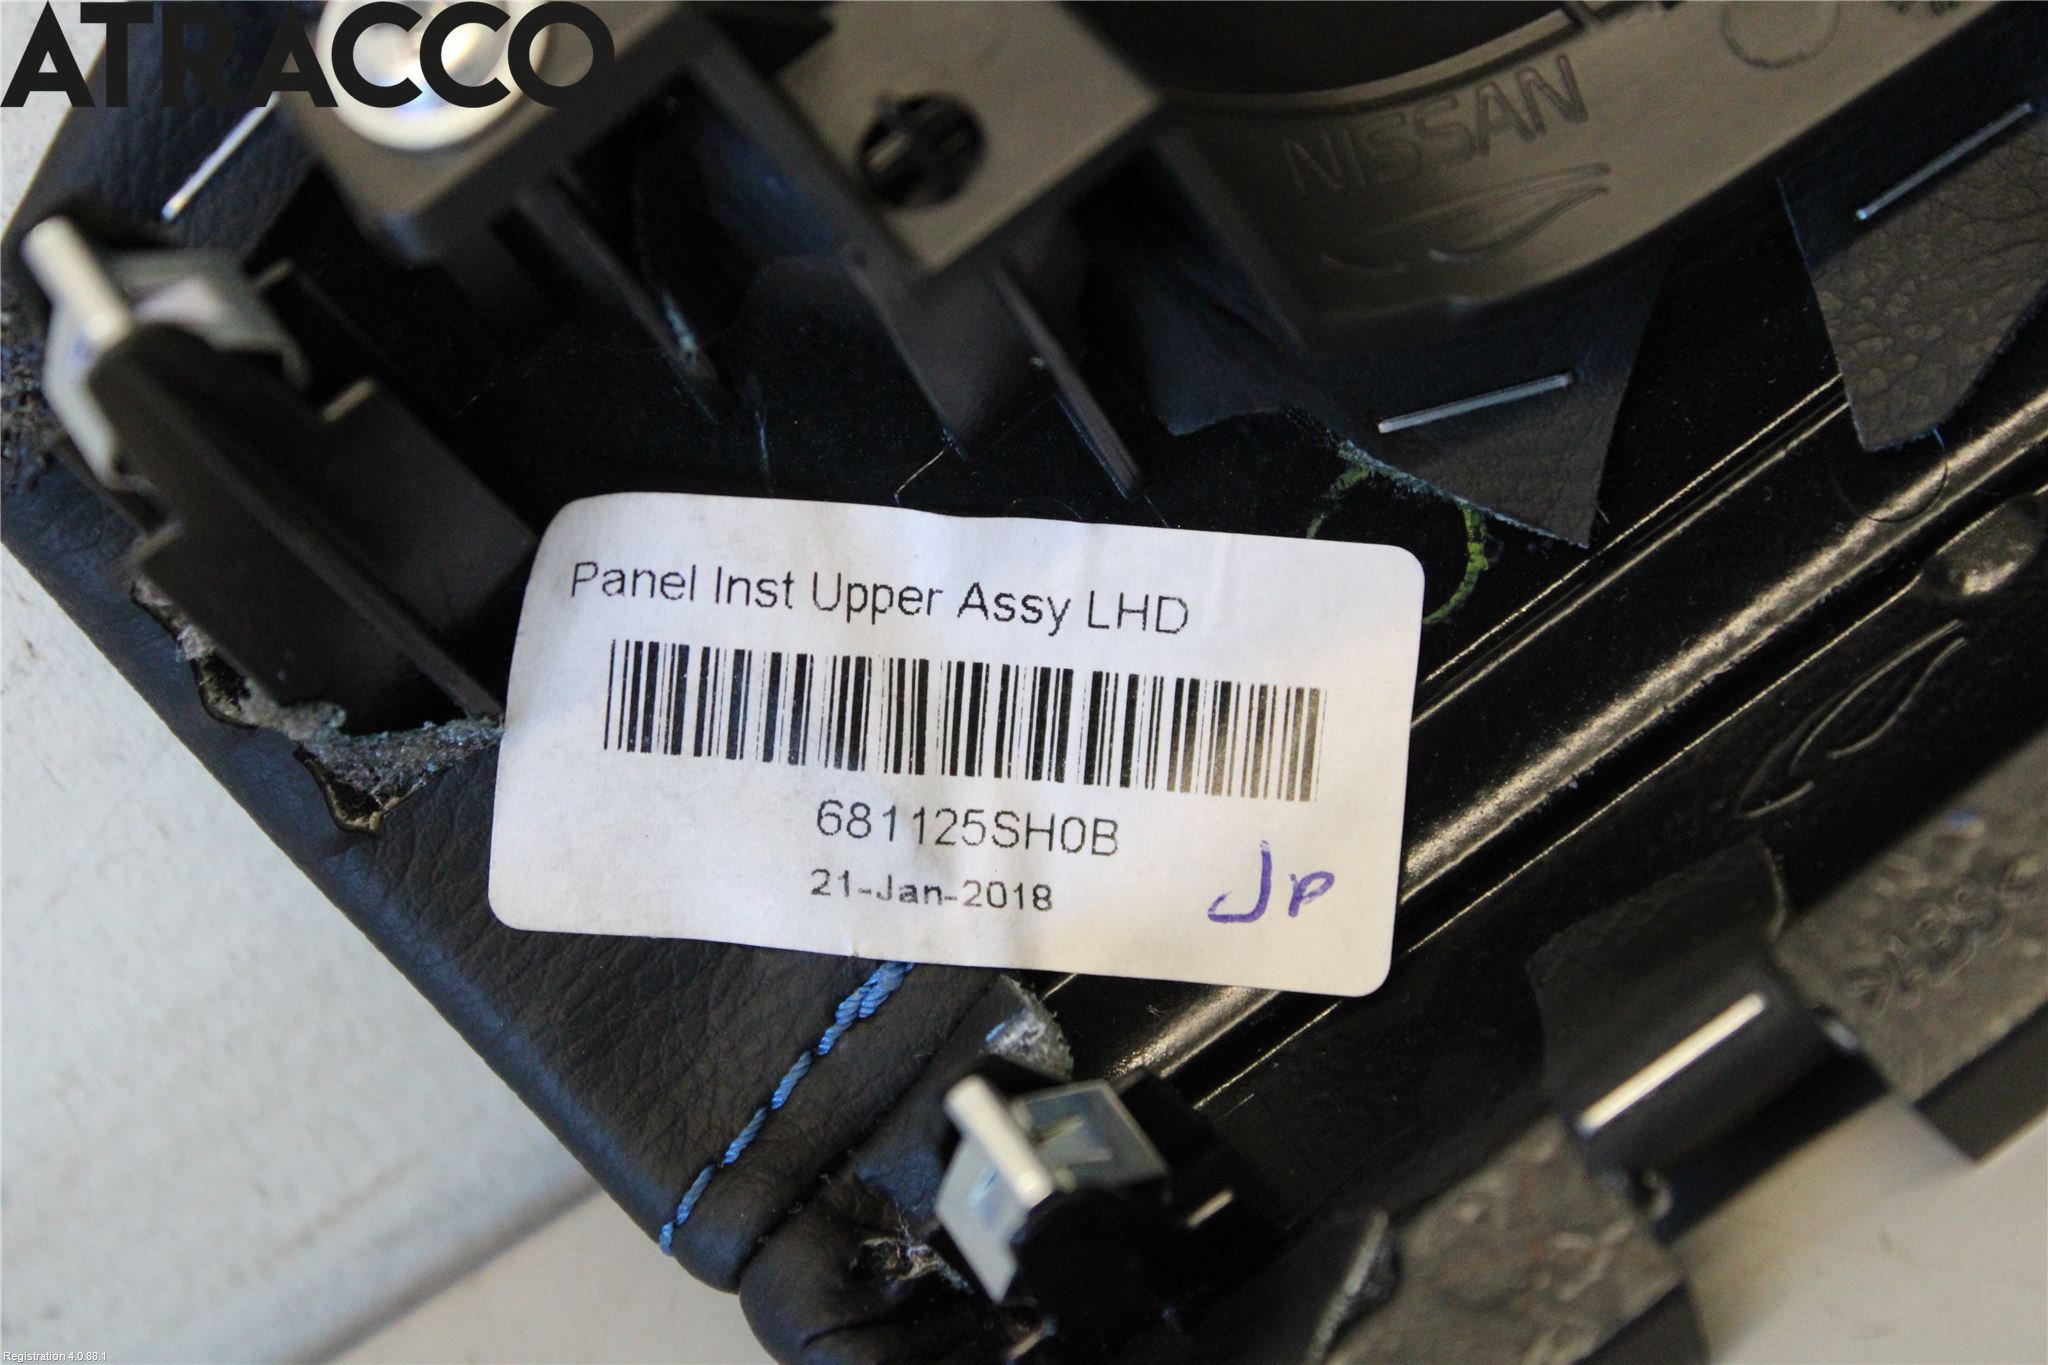 ATRACCO
NISSAN
Panel Inst Upper Assy LHD
681125SH0B
21-Jan-2018
JP
Registration 4.0.88.1